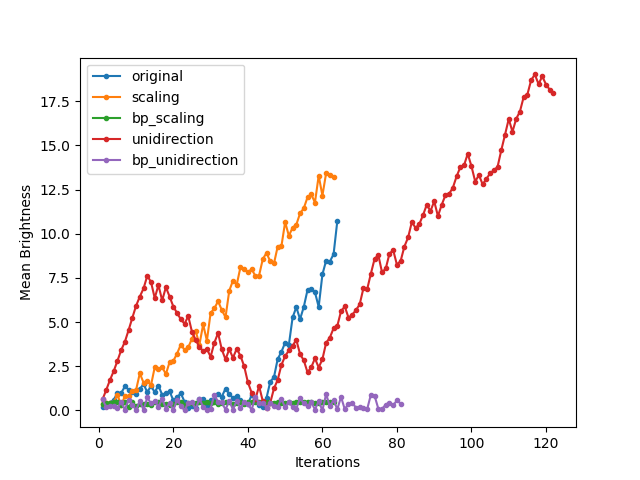 original
scaling
bp_scaling
unidirection
bp_unidirection
17.5
15.0
12.5
10.0
7.5
5.0
2.5
0.0
Mean Brightness
0 20 40 60 80 100 120
Iterations